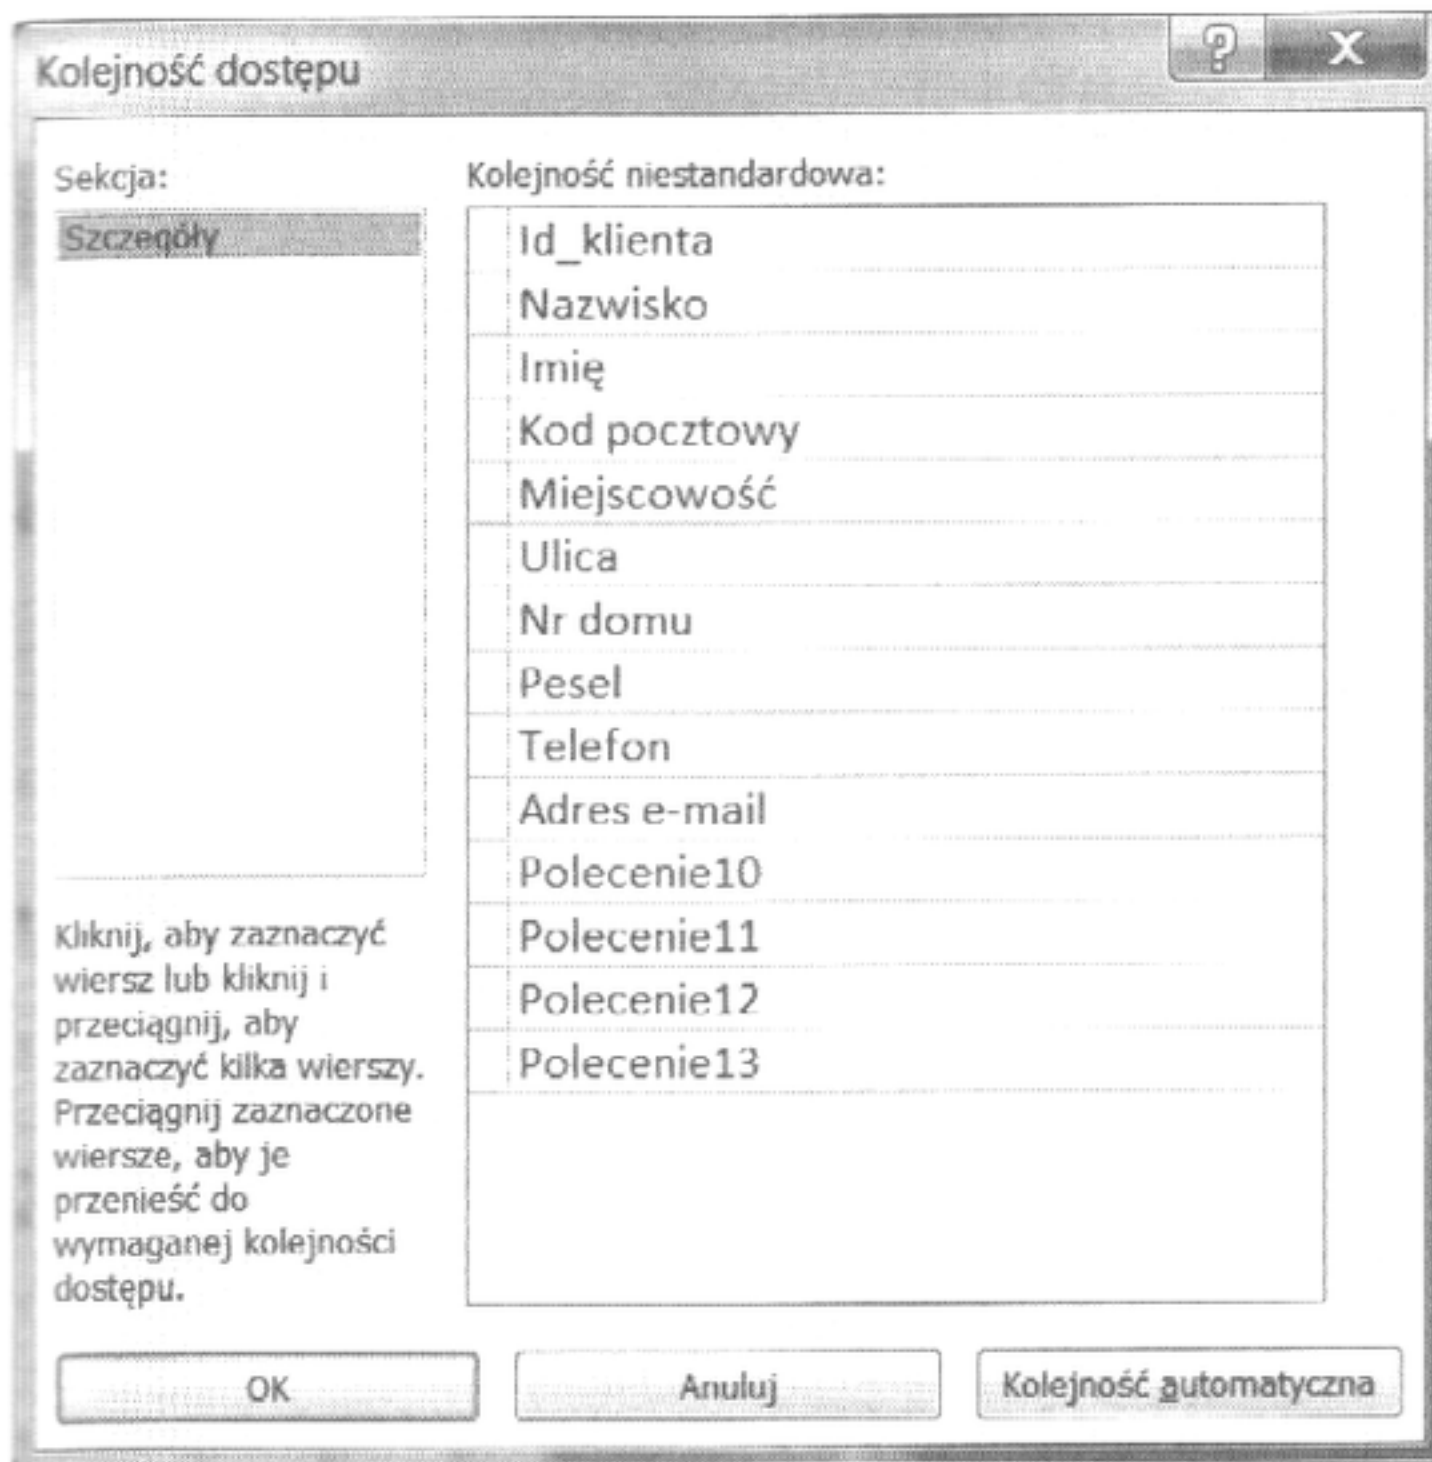 Kolejność dostępu
Sekcja:
Szczegóły
Kolejność niestandardowa:
Id_klienta
Nazwisko
Imię
Kod pocztowy
Miejscowość
Ulica
Nr domu
Pesel
Telefon
Adres e-mail
Polecenie10
Polecenie11
Polecenie12
Polecenie13
Kliknij, aby zaznaczyć
wiersz lub kliknij i
przeciągnij, aby
zaznaczyć kilka wierszy.
Przeciągnij zaznaczone
wiersze, aby je
przenieść do
wymaganej kolejności
dostępu.
OK
Anuluj
Kolejność automatyczna